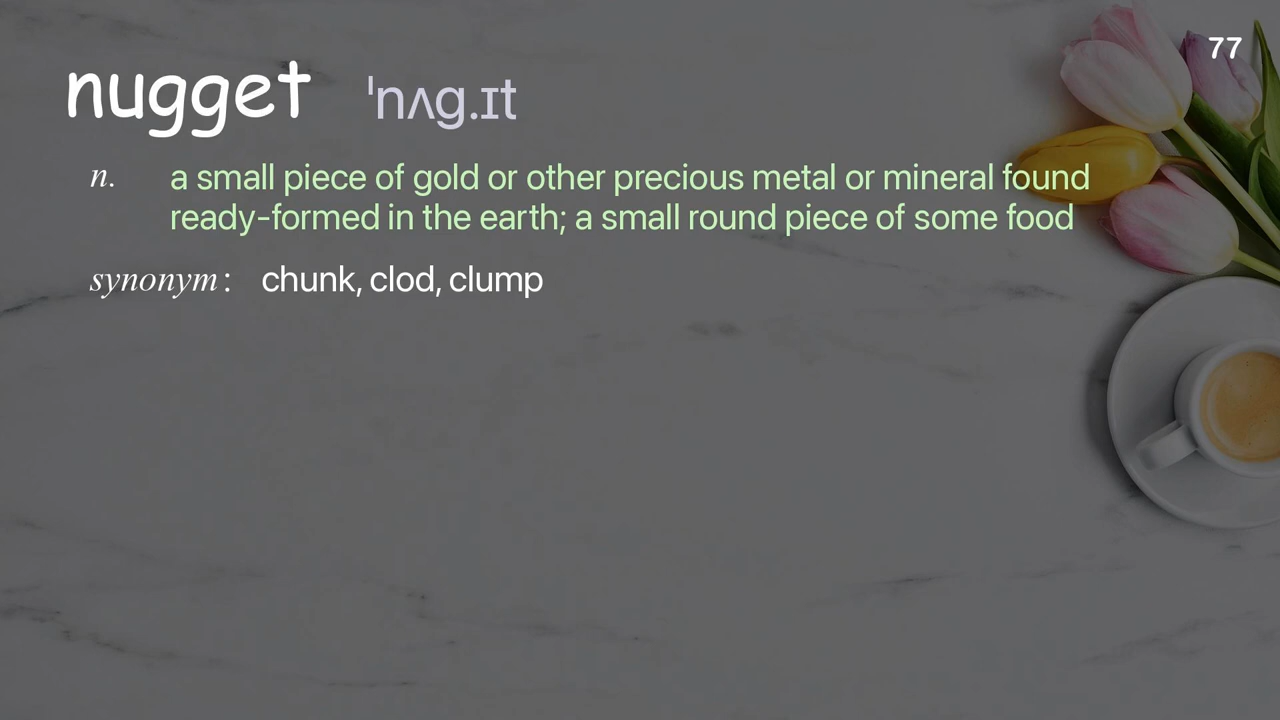 77
nugget ˈnʌg.ɪt
n. a small piece of gold or other precious metal or mineral found
ready-formed in the earth; a small round piece of some food
synonym: chunk, clod, clump